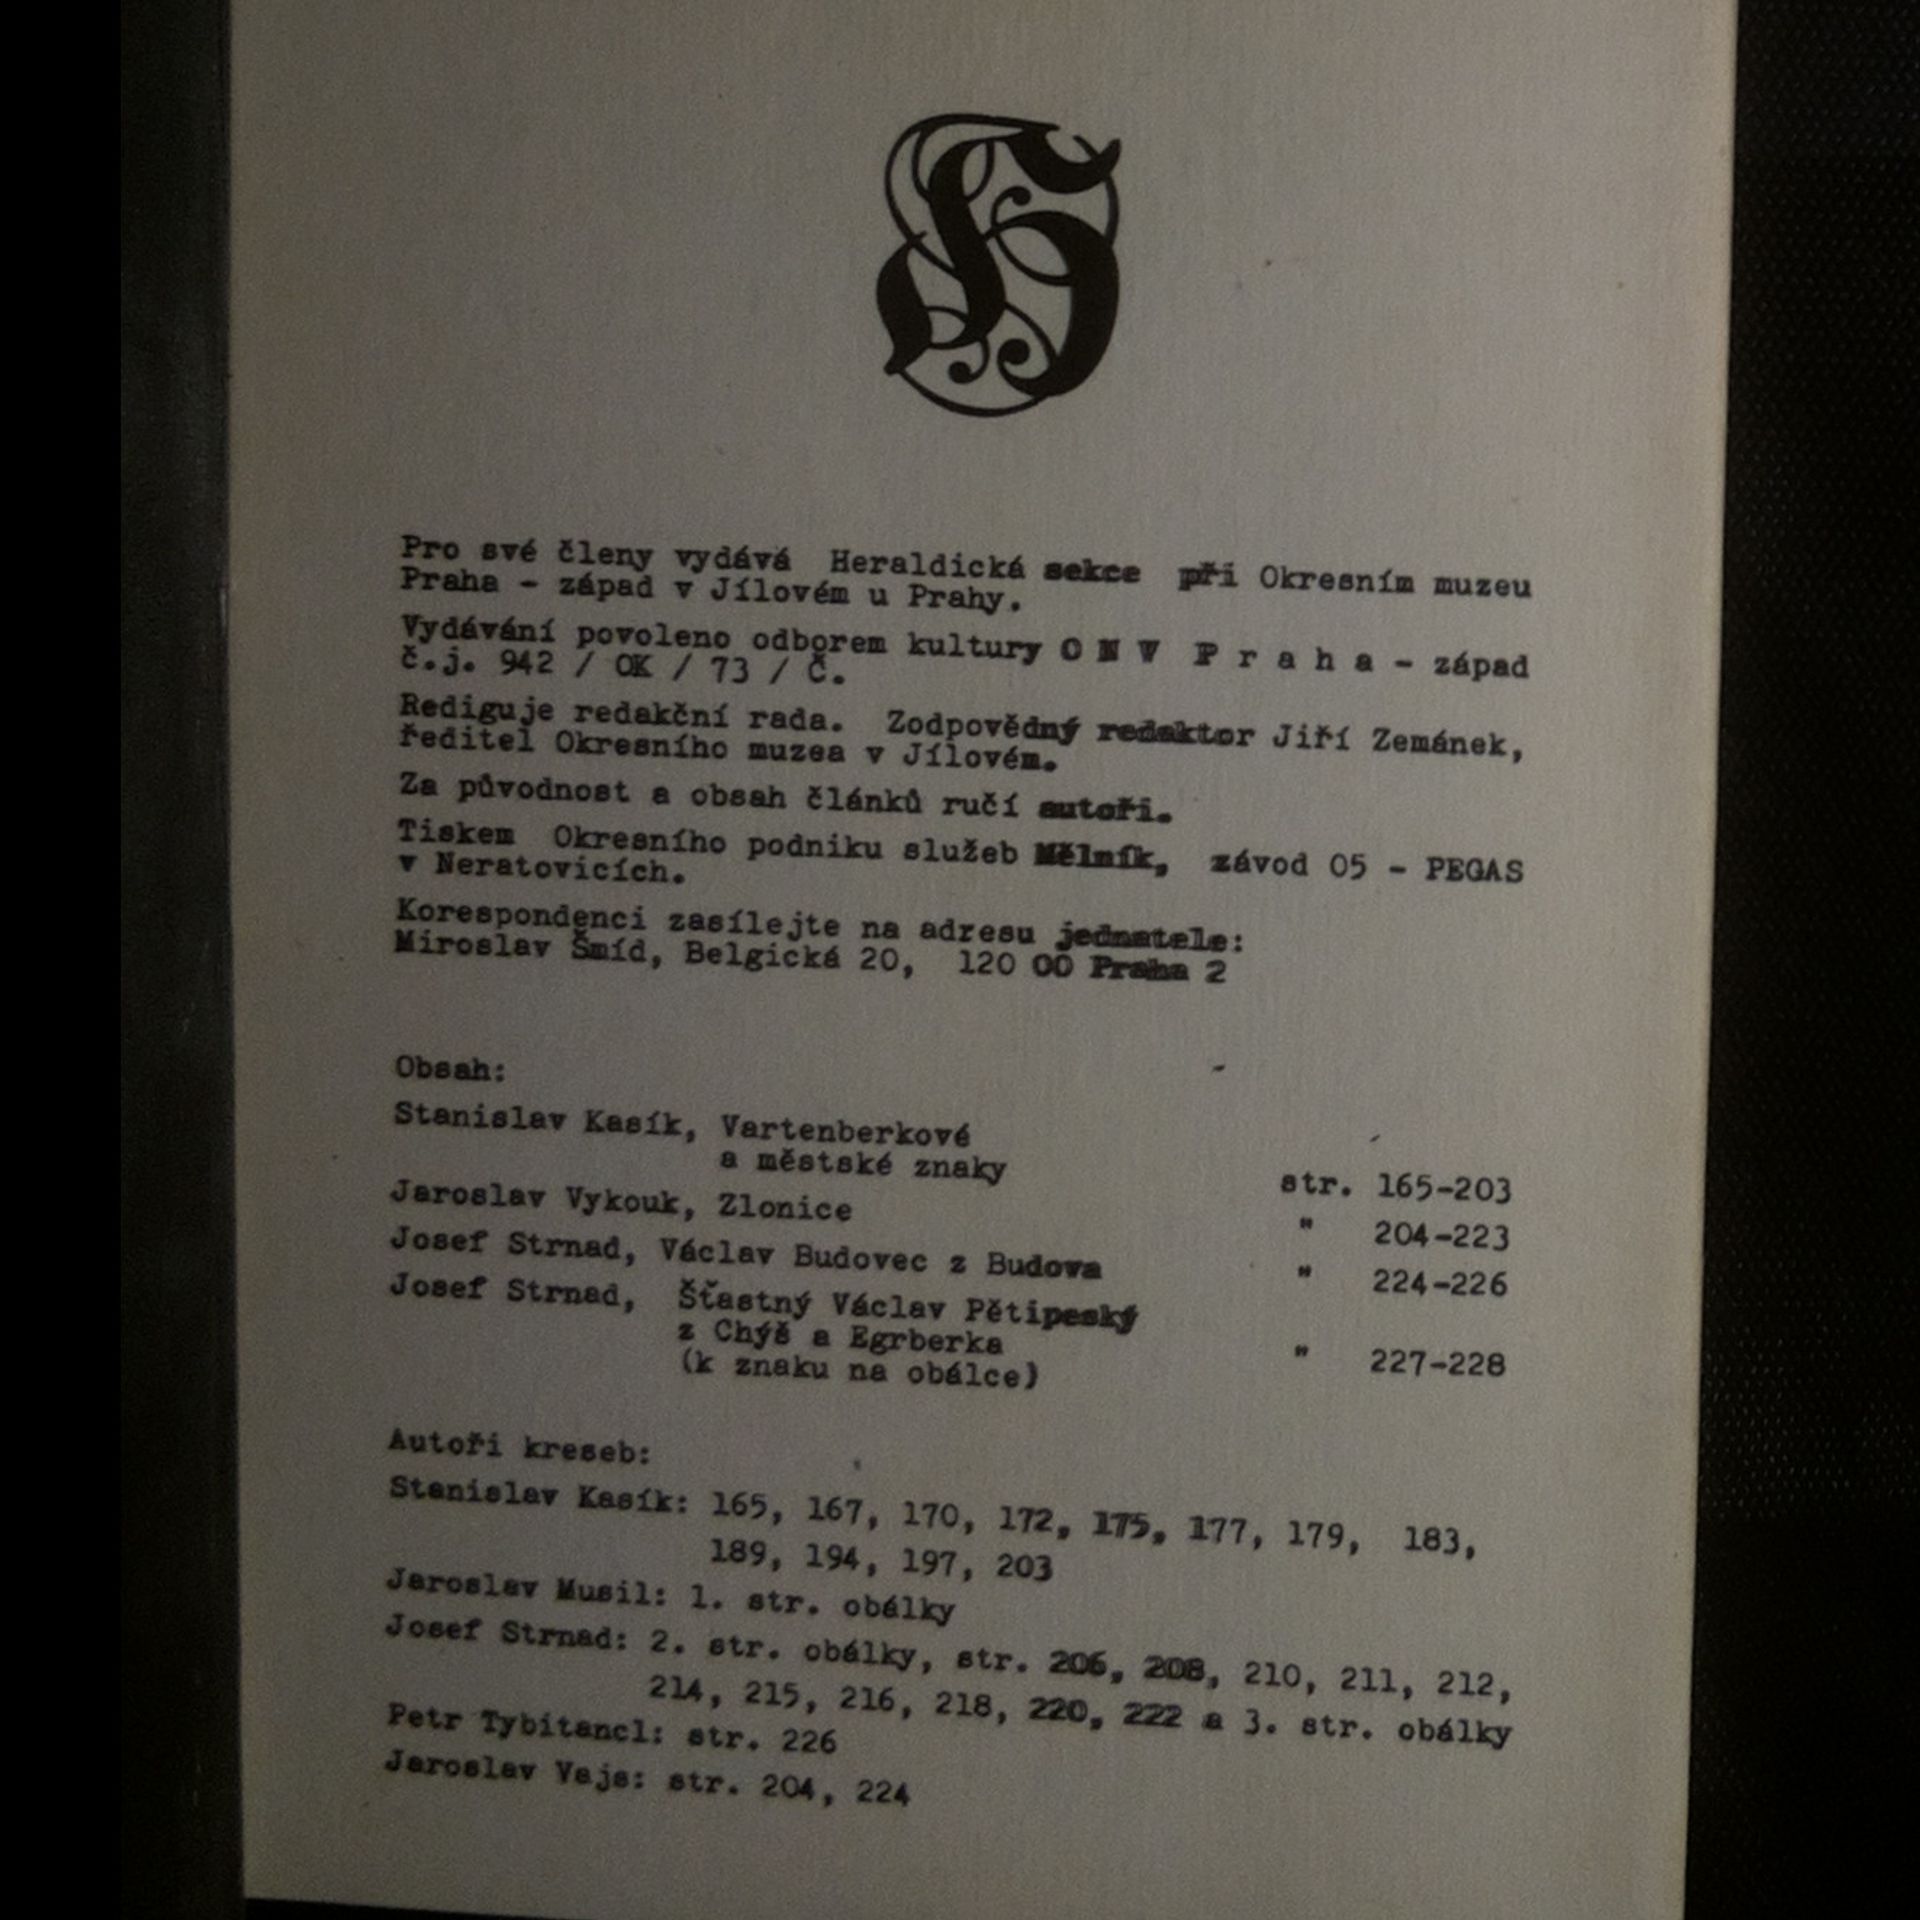 H
Pro své členy vydává Heraldická sekce při Okresním muzeu
Praha - západ v Jílovém u Prahy.
Vydávání povoleno odborem kultury O N V P r a h a - západ
č.j. 942 / OK / 73 / Č.
Rediguje redakční rada. Zodpovědný redaktor Jiří Zemánek,
ředitel Okresního muzea v Jílovém.
Za původnost a obsah článků ručí autoři.
Tiskem Okresního podniku služeb Mělník, závod 05 - PEGAS
v Neratovicích.
Korespondenci zasílejte na adresu jednatele:
Miroslav Šmíd, Belgická 20, 120 00 Praha 2
Obsah:
Stanislav Kasík, Vartenberkové
a městské znaky str. 165-203
Jaroslav Vykouk, Zlonice " 204-223
Josef Strnad, Václav Budovec z Budova " 224-226
Josef Strnad, Šťastný Václav Pětipeský
z Chýš a Egrberka
(k znaku na obálce) " 227-228
Autoři kreseb:
Stanislav Kasík: 165, 167, 170, 172, 175, 177, 179, 183,
189, 194, 197, 203
Jaroslav Musil: 1. str. obálky
Josef Strnad: 2. str. obálky, str. 206, 208, 210, 211, 212,
214, 215, 216, 218, 220, 222 a 3. str. obálky
Petr Tybitancl: str. 226
Jaroslav Vajs: str. 204, 224